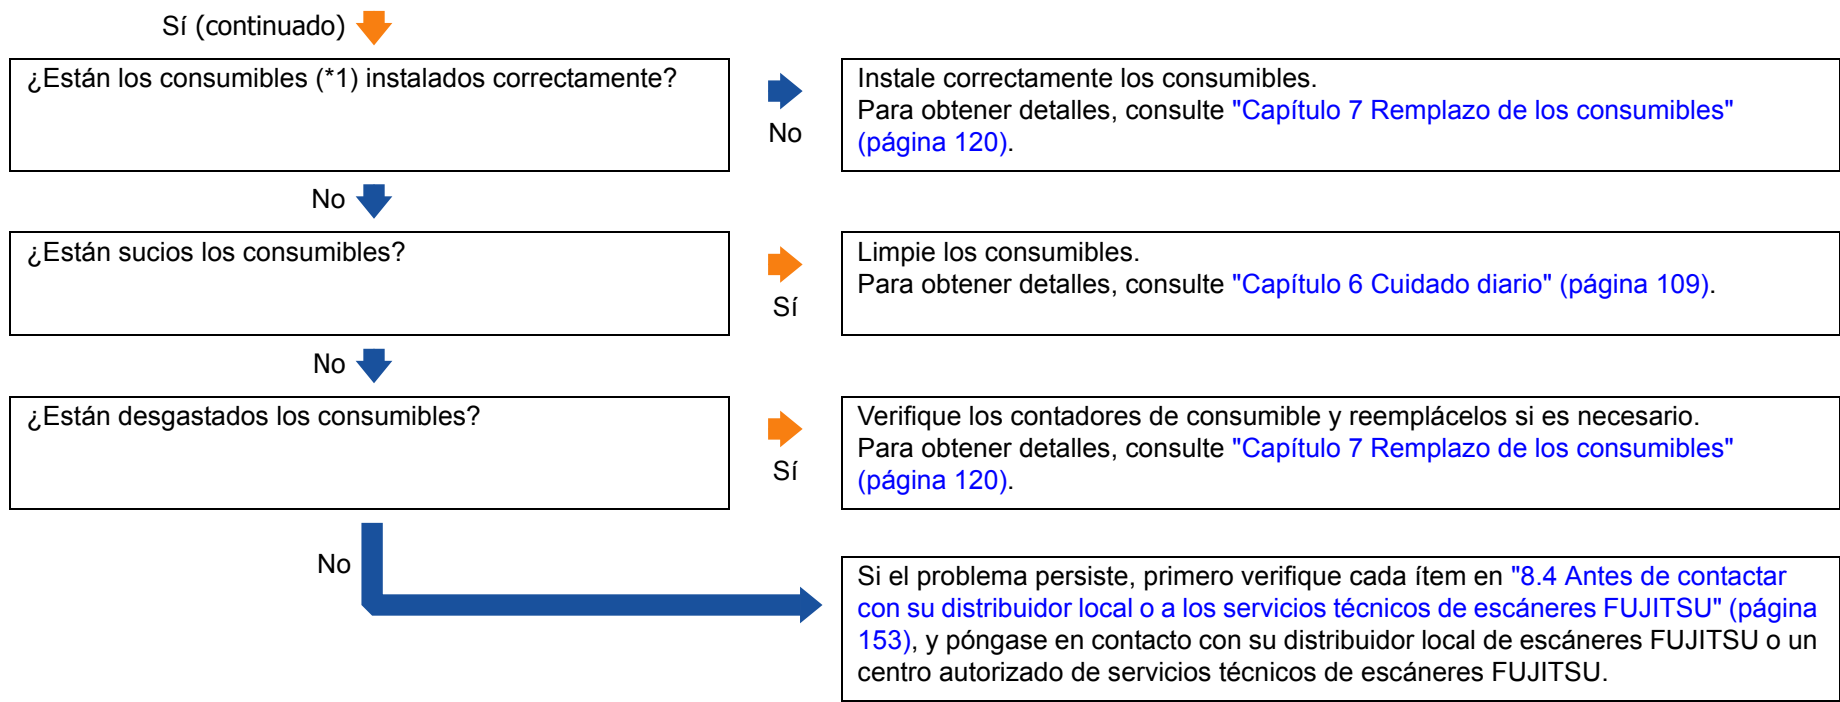 Sí (continuado)
¿Están los consumibles (*1) instalados correctamente?
No
Instale correctamente los consumibles.
Para obtener detalles, consulte "Capítulo 7 Remplazo de los consumibles"
(página 120).
No
¿Están sucios los consumibles?
Sí
Limpie los consumibles.
Para obtener detalles, consulte "Capítulo 6 Cuidado diario" (página 109).
No
¿Están desgastados los consumibles?
Sí
Verifique los contadores de consumible y reemplácelos si es necesario.
Para obtener detalles, consulte "Capítulo 7 Remplazo de los consumibles"
(página 120).
No
Si el problema persiste, primero verifique cada ítem en "8.4 Antes de contactar
con su distribuidor local o a los servicios técnicos de escáneres FUJITSU" (página
153), y póngase en contacto con su distribuidor local de escáneres FUJITSU o un
centro autorizado de servicios técnicos de escáneres FUJITSU.